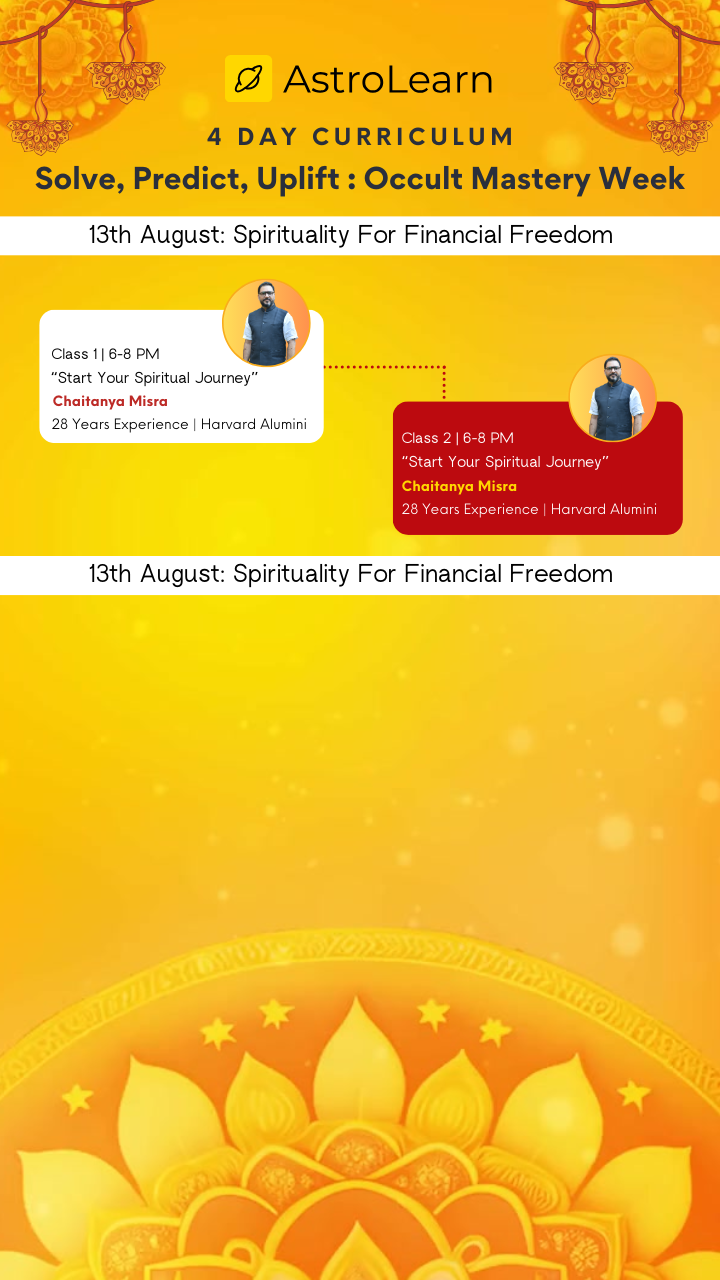 AstroLearn
4 DAY CURRICULUM
Solve, Predict, Uplift : Occult Mastery Week
13th August: Spirituality For Financial Freedom
Class 1 | 6-8 PM
“Start Your Spiritual Journey”
Chaitanya Misra
28 Years Experience | Harvard Alumini
Class 2 | 6-8 PM
“Start Your Spiritual Journey”
Chaitanya Misra
28 Years Experience | Harvard Alumini
13th August: Spirituality For Financial Freedom